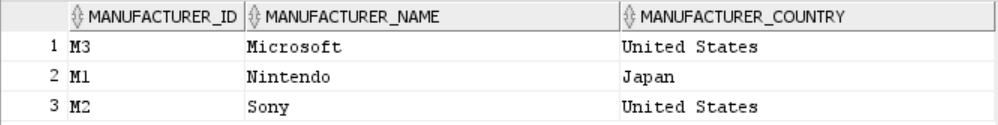 MANUFACTURER_ID MANUFACTURER_NAME MANUFACTURER_COUNTRY
1 M3 Microsoft United States
2 M1 Nintendo Japan
3 M2 Sony United States